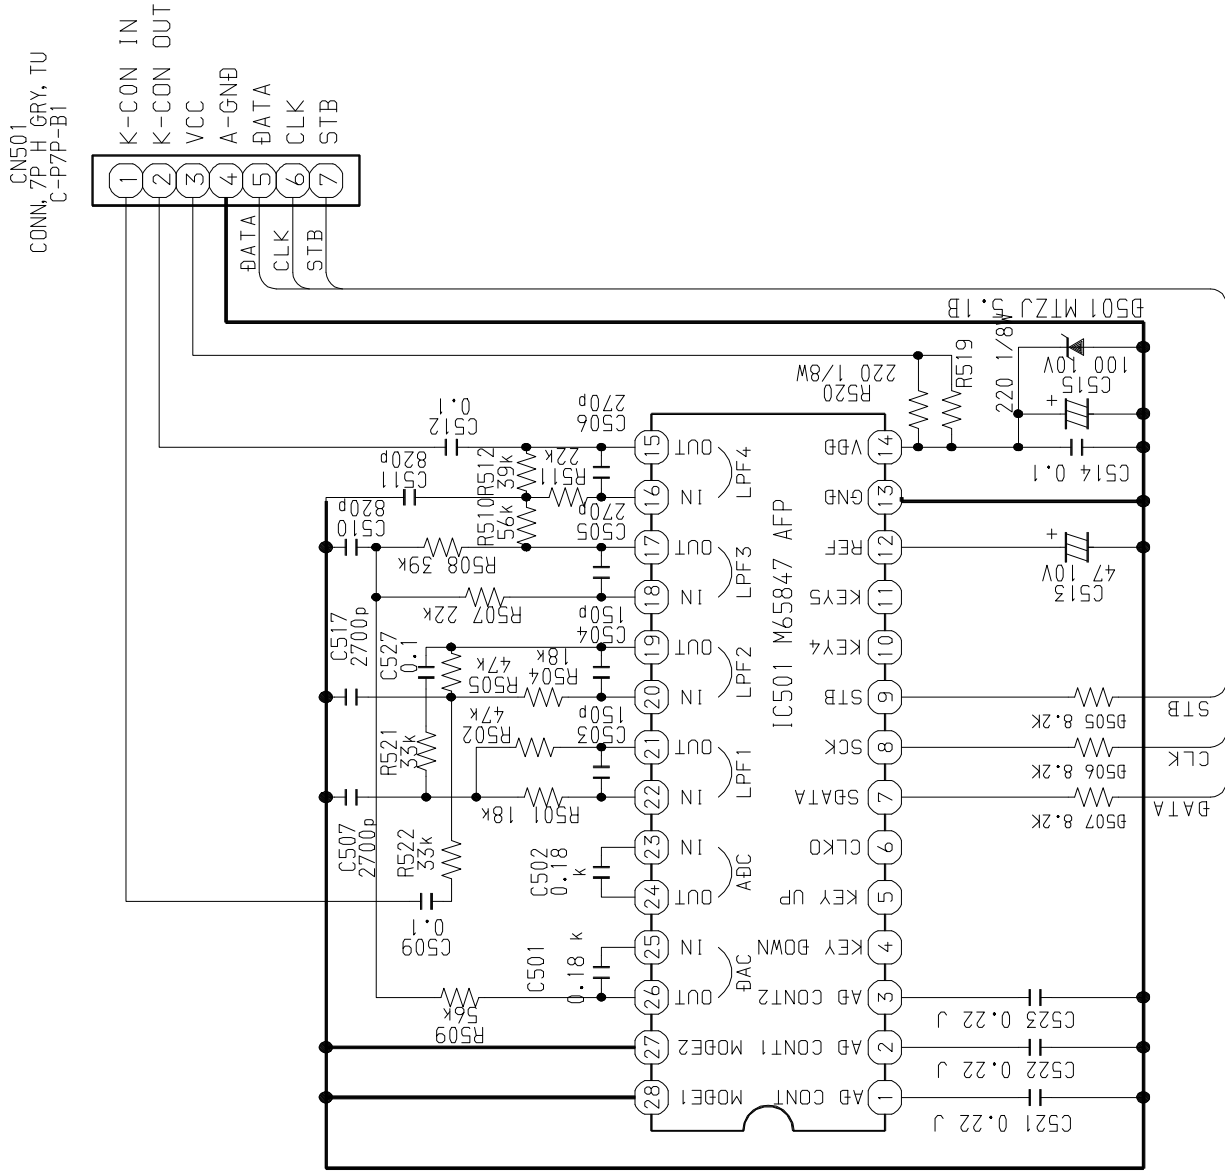 CN501
CONN, 7P H GRY, TU
C-P7P-B1
K-CON IN
K-CON OUT
VCC
A-GND
DATA
CLK
STB
1
2
3
4
5
6
7
DATA
CLK
STB
D501 MTZJ 5.1B
220 1/8W
R519
220 1/8W
R520
100 10V
C515
+
C514 0.1
47 10V
C513
+
0.1
C512
820p
C511
820p
C510
270p
C506
R512
39k
22k
R511
R510
56k
270p
C505
R508 39k
R507 22k
150p
C504
C517
2700p
C527
0.1
47k
R505
18k
R504
150p
C503
47k
R502
R521
33k
R501 18k
C507
2700p
R522
33k
C502
0.18
k
0.1
C509
C501
0.18 k
56k
R509
IC501 M65847 AFP
15 OUT
LPF4
16 IN
17 OUT
LPF3
18 IN
19 OUT
LPF2
20 IN
21 OUT
LPF1
22 IN
23 IN
ADC
24 OUT
25 IN
DAC
26 OUT
27 MODE2
28 MODE1
VDD 14
GND 13
REF 12
KEY5 11
KEY4 10
STB 9
SCK 8
SDATA 7
CLKO 6
KEY UP 5
KEY DOWN 4
AD CONT2 3
AD CONT1 2
AD CONT 1
D505 8.2K
STB
D506 8.2K
CLK
D507 8.2K
DATA
C523 0.22 J
C522 0.22 J
C521 0.22 J